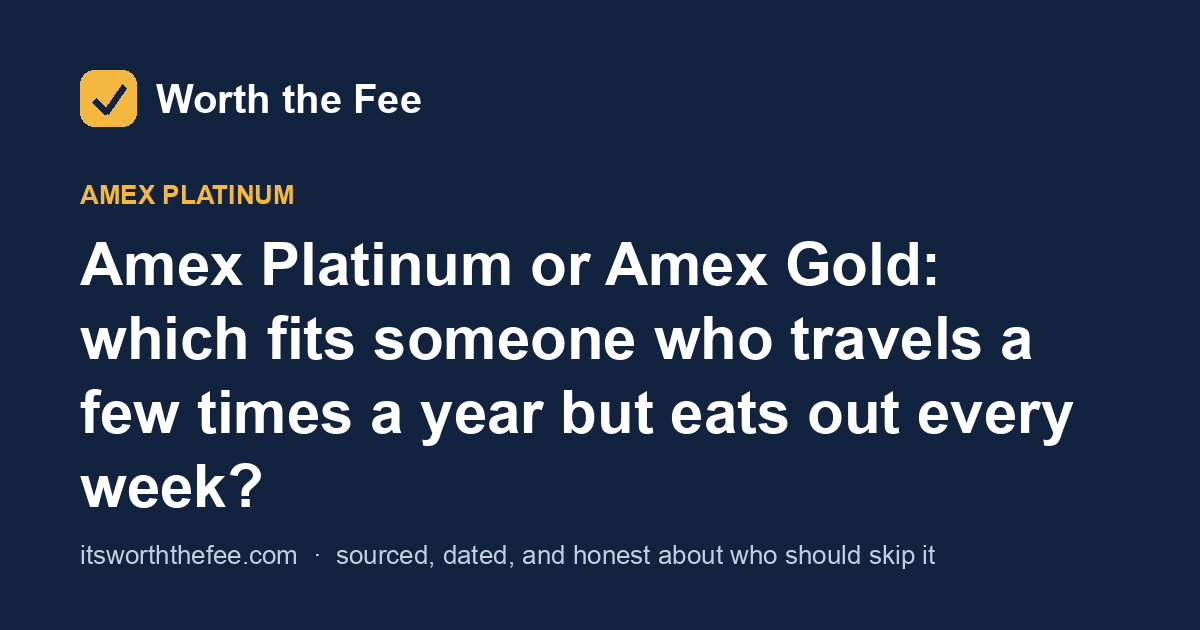 Worth the Fee
AMEX PLATINUM
Amex Platinum or Amex Gold:
which fits someone who travels a
few times a year but eats out every
week?
itsworththefee.com · sourced, dated, and honest about who should skip it